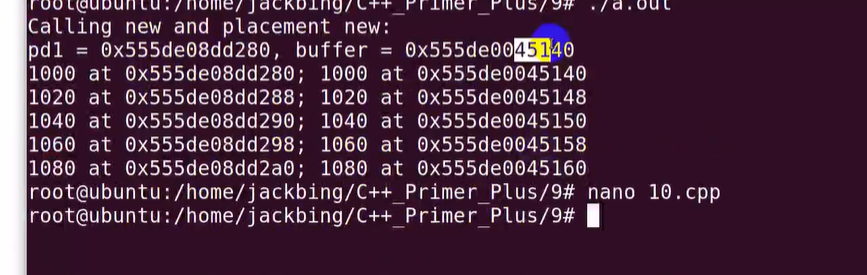 root@ubuntu:/home/jackbing/C++_Primer_Plus/9# ./a.out
Calling new and placement new:
pd1 = 0x555de08dd280, buffer = 0x555de0045140
1000 at 0x555de08dd280; 1000 at 0x555de0045140
1020 at 0x555de08dd288; 1020 at 0x555de0045148
1040 at 0x555de08dd290; 1040 at 0x555de0045150
1060 at 0x555de08dd298; 1060 at 0x555de0045158
1080 at 0x555de08dd2a0; 1080 at 0x555de0045160
root@ubuntu:/home/jackbing/C++_Primer_Plus/9# nano 10.cpp
root@ubuntu:/home/jackbing/C++_Primer_Plus/9#